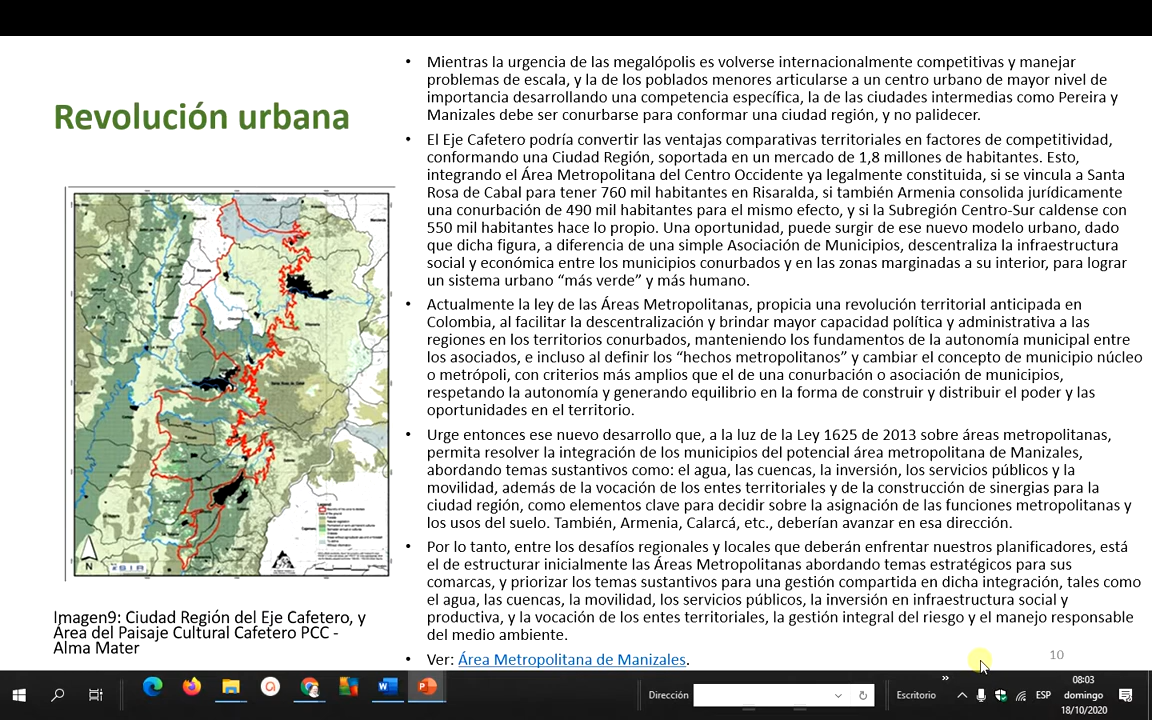 Revolución urbana
Imagen9: Ciudad Región del Eje Cafetero, y
Área del Paisaje Cultural Cafetero PCC -
Alma Mater
• Mientras la urgencia de las megalópolis es volverse internacionalmente competitivas y manejar
problemas de escala, y la de los poblados menores articularse a un centro urbano de mayor nivel de
importancia desarrollando una competencia específica, la de las ciudades intermedias como Pereira y
Manizales debe ser conurbarse para conformar una ciudad región, y no palidecer.
• El Eje Cafetero podría convertir las ventajas comparativas territoriales en factores de competitividad,
conformando una Ciudad Región, soportada en un mercado de 1,8 millones de habitantes. Esto,
integrando el Área Metropolitana del Centro Occidente ya legalmente constituida, si se vincula a Santa
Rosa de Cabal para tener 760 mil habitantes en Risaralda, si también Armenia consolida jurídicamente
una conurbación de 490 mil habitantes para el mismo efecto, y si la Subregión Centro-Sur caldense con
550 mil habitantes hace lo propio. Una oportunidad, puede surgir de ese nuevo modelo urbano, dado
que dicha figura, a diferencia de una simple Asociación de Municipios, descentraliza la infraestructura
social y económica entre los municipios conurbados y en las zonas marginadas a su interior, para lograr
un sistema urbano “más verde” y más humano.
• Actualmente la ley de las Áreas Metropolitanas, propicia una revolución territorial anticipada en
Colombia, al facilitar la descentralización y brindar mayor capacidad política y administrativa a las
regiones en los territorios conurbados, manteniendo los fundamentos de la autonomía municipal entre
los asociados, e incluso al definir los “hechos metropolitanos” y cambiar el concepto de municipio núcleo
o metrópoli, con criterios más amplios que el de una conurbación o asociación de municipios,
respetando la autonomía y generando equilibrio en la forma de construir y distribuir el poder y las
oportunidades en el territorio.
• Urge entonces ese nuevo desarrollo que, a la luz de la Ley 1625 de 2013 sobre áreas metropolitanas,
permita resolver la integración de los municipios del potencial área metropolitana de Manizales,
abordando temas sustantivos como: el agua, las cuencas, la inversión, los servicios públicos y la
movilidad, además de la vocación de los entes territoriales y de la construcción de sinergias para la
ciudad región, como elementos clave para decidir sobre la asignación de las funciones metropolitanas y
los usos del suelo. También, Armenia, Calarcá, etc., deberían avanzar en esa dirección.
• Por lo tanto, entre los desafíos regionales y locales que deberán enfrentar nuestros planificadores, está
el de estructurar inicialmente las Áreas Metropolitanas abordando temas estratégicos para sus
comarcas, y priorizar los temas sustantivos para una gestión compartida en dicha integración, tales como
el agua, las cuencas, la movilidad, los servicios públicos, la inversión en infraestructura social y
productiva, y la vocación de los entes territoriales, la gestión integral del riesgo y el manejo responsable
del medio ambiente.
• Ver: Área Metropolitana de Manizales.
10
Dirección
Escritorio
ESP
08:03
domingo
18/10/2020